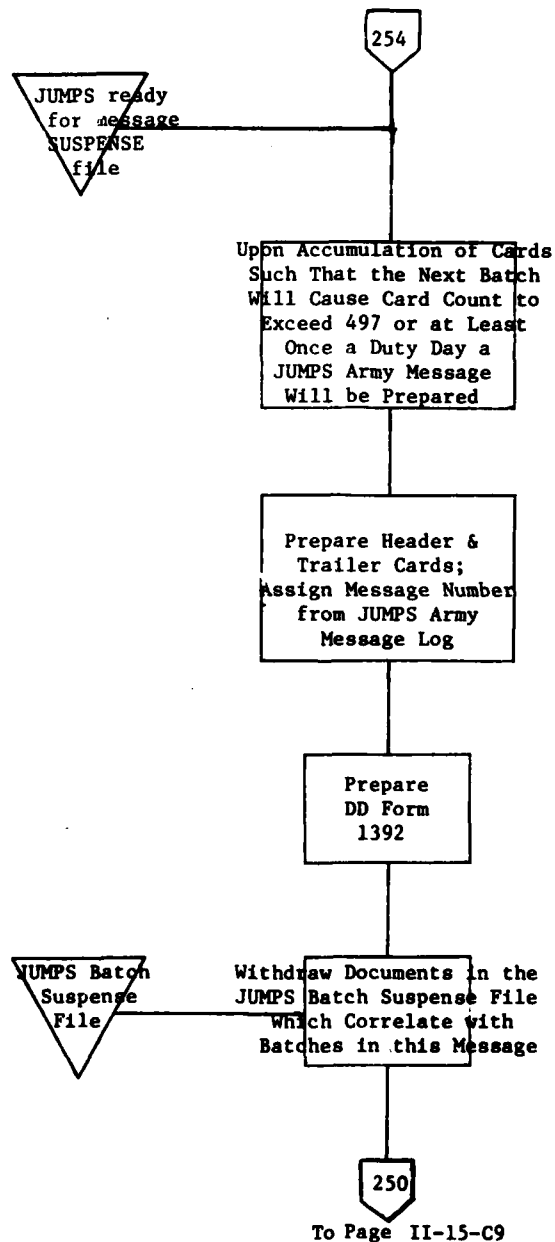 254
JUMPS ready
for message
SUSPENSE
file
Upon Accumulation of Cards
Such That the Next Batch
Will Cause Card Count to
Exceed 497 or at Least
Once a Duty Day a
JUMPS Army Message
Will be Prepared
Prepare Header &
Trailer Cards;
Assign Message Number
from JUMPS Army
Message Log
Prepare
DD Form
1392
JUMPS Batch
Suspense
File
Withdraw Documents in the
JUMPS Batch Suspense File
Which Correlate with
Batches in this Message
250
To Page II-15-C9